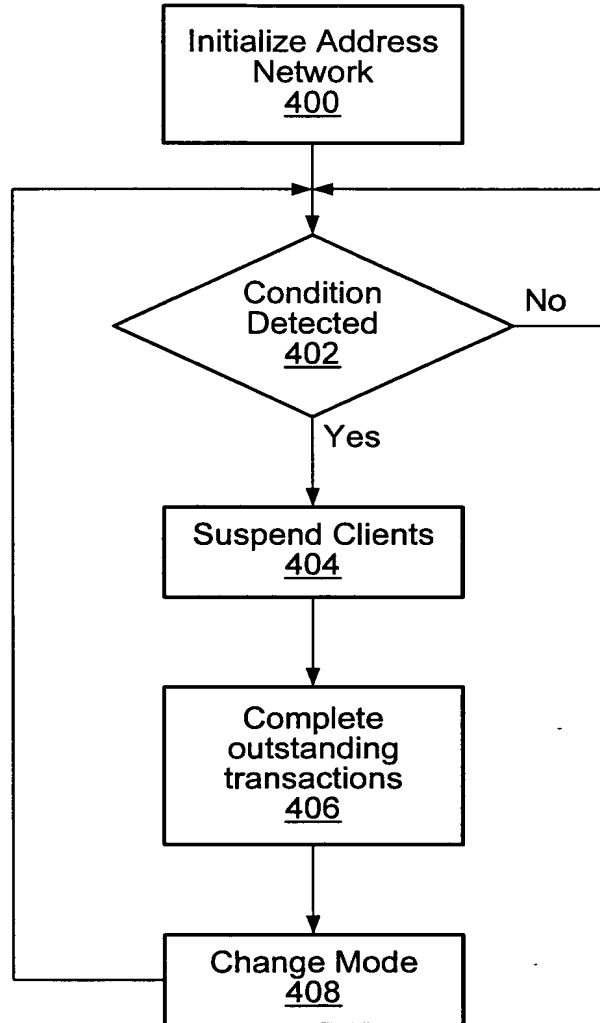 Initialize Address
Network
400
Condition
Detected
402
No
Yes
Suspend Clients
404
Complete
outstanding
transactions
406
Change Mode
408